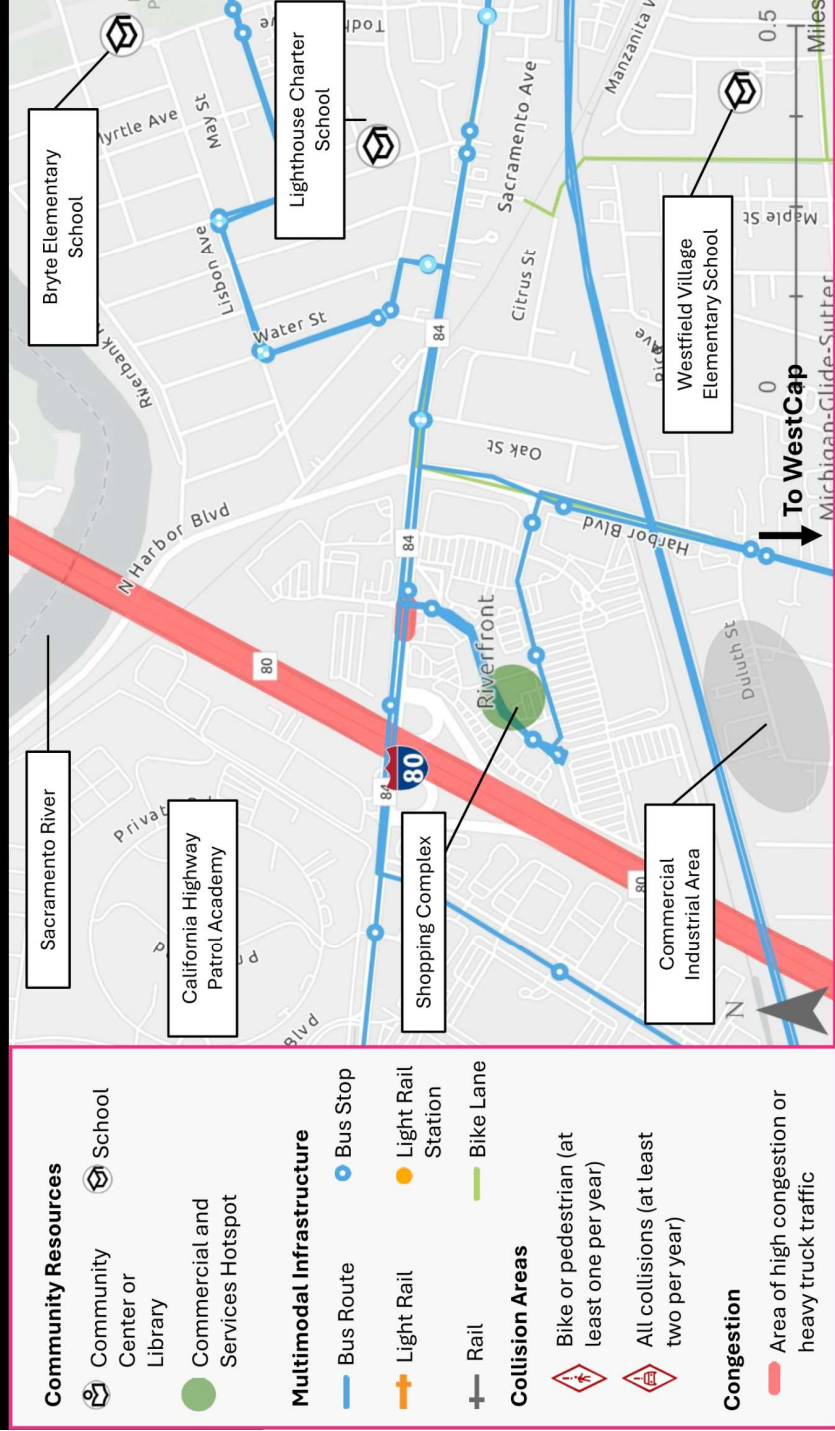 Community Resources
Community
Center or
Library
School
Commercial and
Services Hotspot
Multimodal Infrastructure
Bus Route
Bus Stop
Light Rail
Light Rail
Station
Rail
Bike Lane
Collision Areas
Bike or pedestrian (at
least one per year)
All collisions (at least
two per year)
Congestion
Area of high congestion or
heavy truck traffic
Sacramento River
California Highway
Patrol Academy
Shopping Complex
Commercial
Industrial Area
Bryte Elementary
School
Lighthouse Charter
School
Westfield Village
Elementary School
N Harbor Blvd
Lisbon Ave
May St
Myrtle Ave
Water St
Blvd
80
84
80
84
84
80
Riverfront
Oak St
Citrus St
Sacramento Ave
Harbor Blvd
Duluth St
Maple St
To WestCap
Michigan-Glide-Sutter
N
0
0.5
Miles